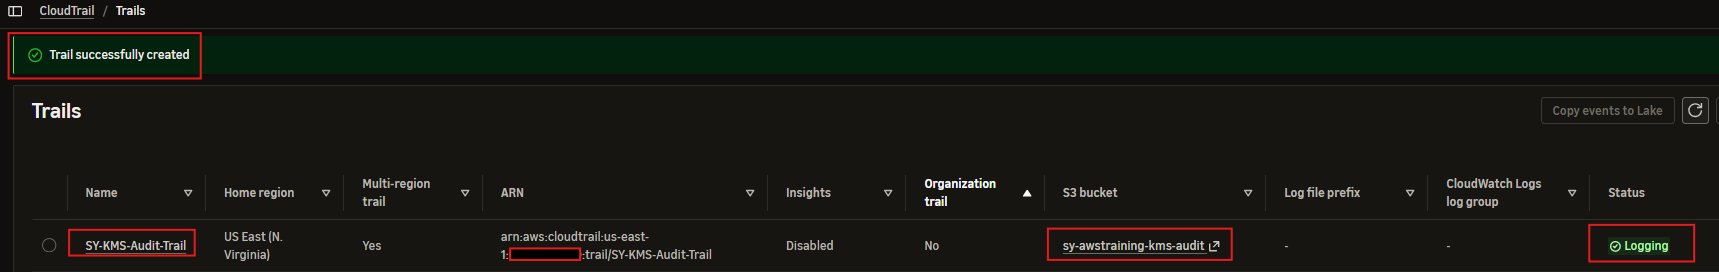 CloudTrail / Trails
Trail successfully created
Trails
Copy events to Lake
Name
Home region
Multi-region
trail
ARN
Insights
Organization
trail
S3 bucket
Log file prefix
CloudWatch Logs
log group
Status
SY-KMS-Audit-Trail
US East (N.
Virginia)
Yes
arn:aws:cloudtrail:us-east-
1: :trail/SY-KMS-Audit-Trail
Disabled
No
sy-awstraining-kms-audit
-
-
Logging